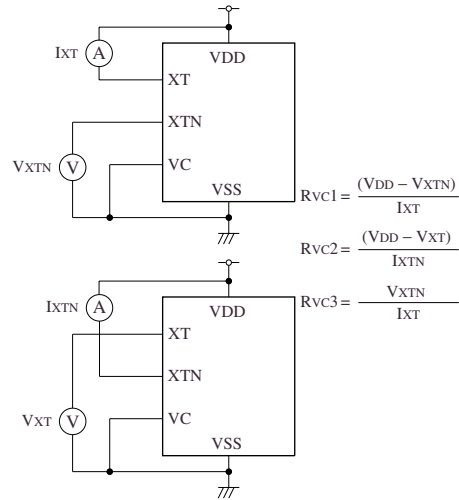 IXT
A
VDD
XT
XTN
VXTN
V
VC
VSS
RVC1 = (VDD – VXTN)
IXT
RVC2 = (VDD – VXT)
IXTN
RVC3 = VXTN
IXT
IXTN
A
VDD
XT
XTN
VXT
V
VC
VSS